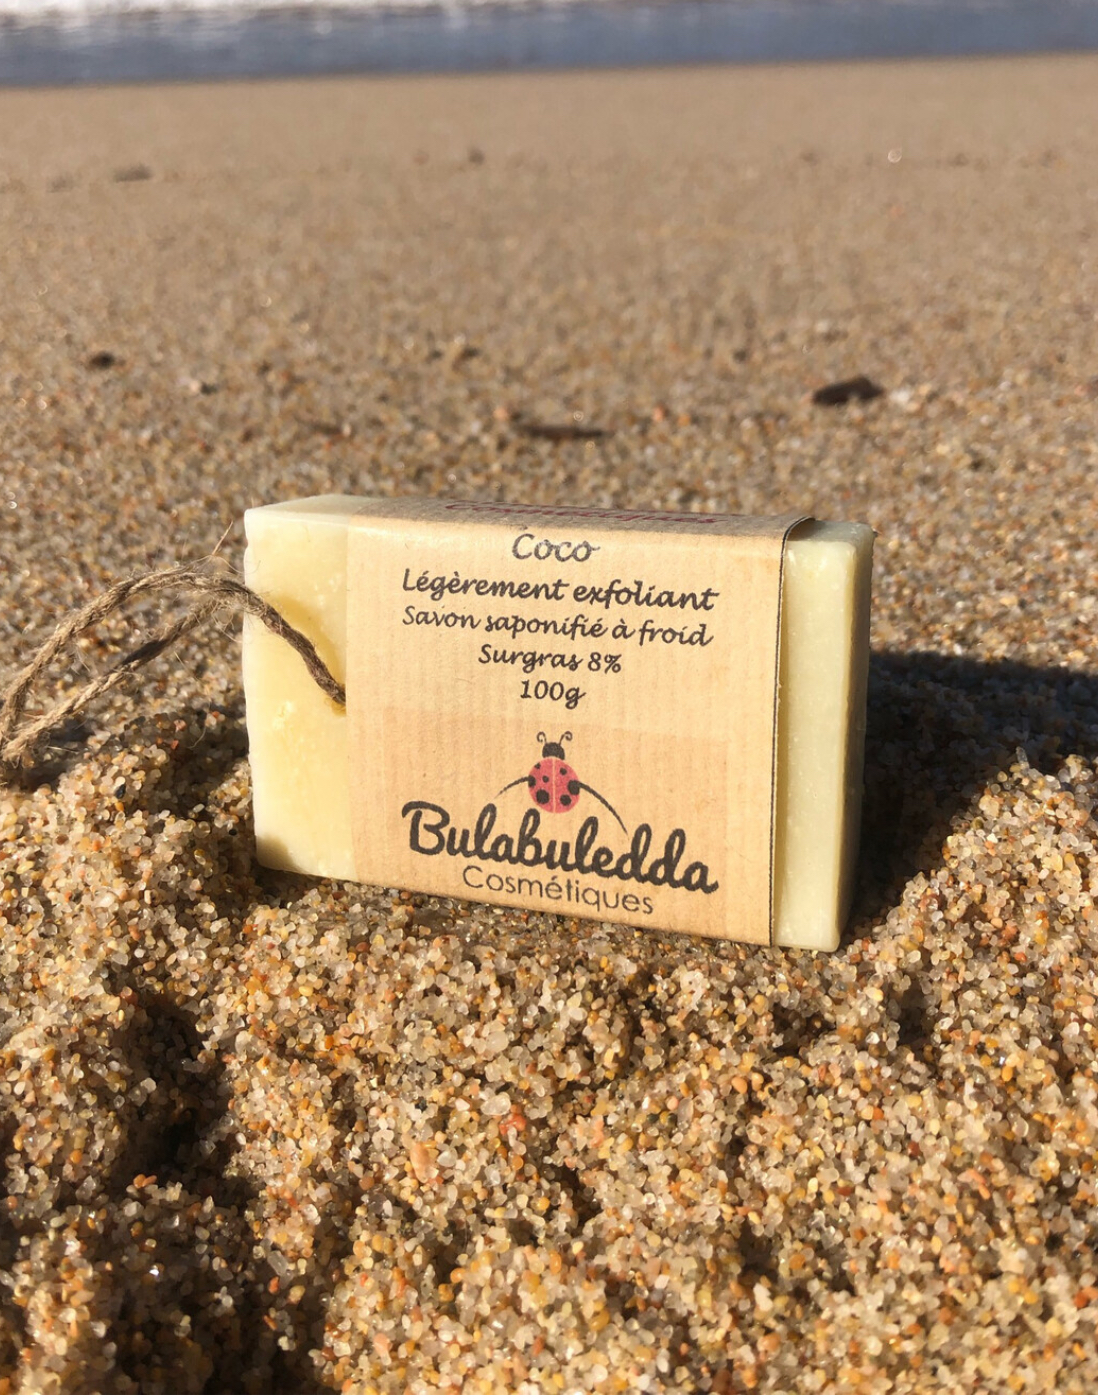 Coco
Légèrement exfoliant
Savon saponifié à froid
Surgras 8%
100g
Bulabuledda
Cosmétiques